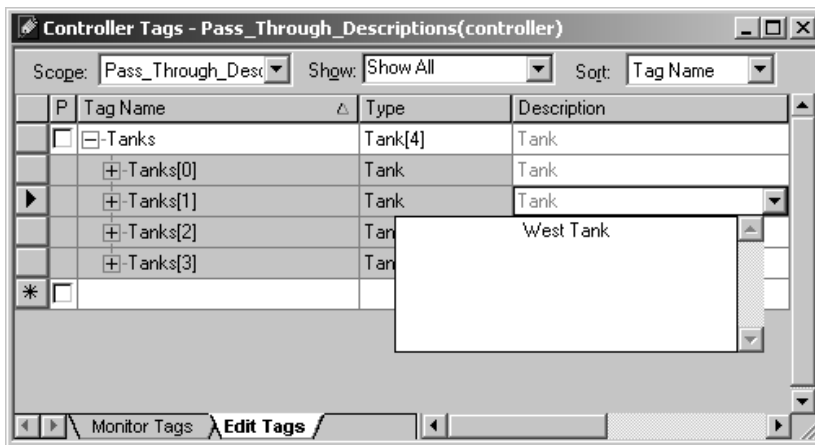 Controller Tags - Pass_Through_Descriptions(controller)
Scope: Pass_Through_Desc Show: Show All Sort: Tag Name
P Tag Name Type Description
Tanks Tank[4] Tank
Tanks[0] Tank Tank
Tanks[1] Tank Tank
Tanks[2] Tan West Tank
Tanks[3] Tan
Monitor Tags Edit Tags